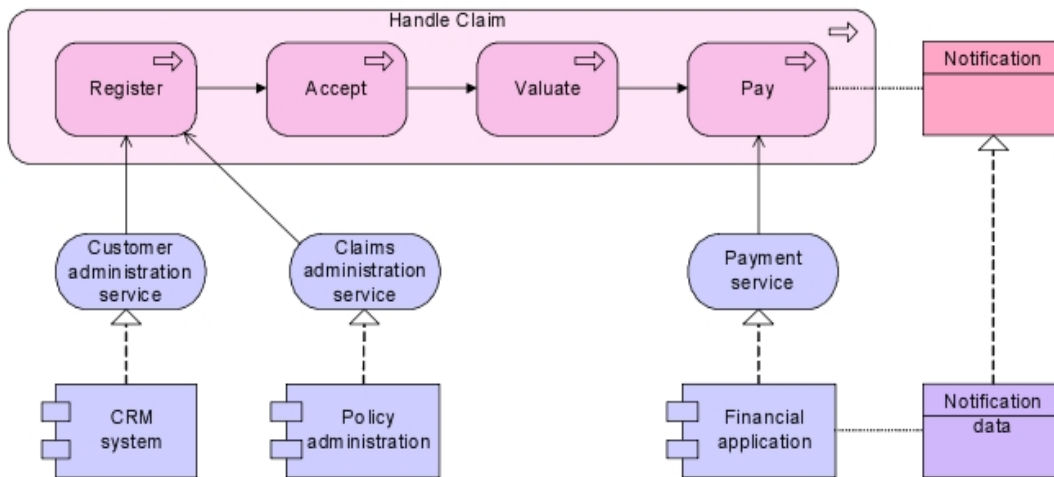 Handle Claim
Register
Accept
Valuate
Pay
Notification
Customer
administration
service
Claims
administration
service
Payment
service
CRM
system
Policy
administration
Financial
application
Notification
data